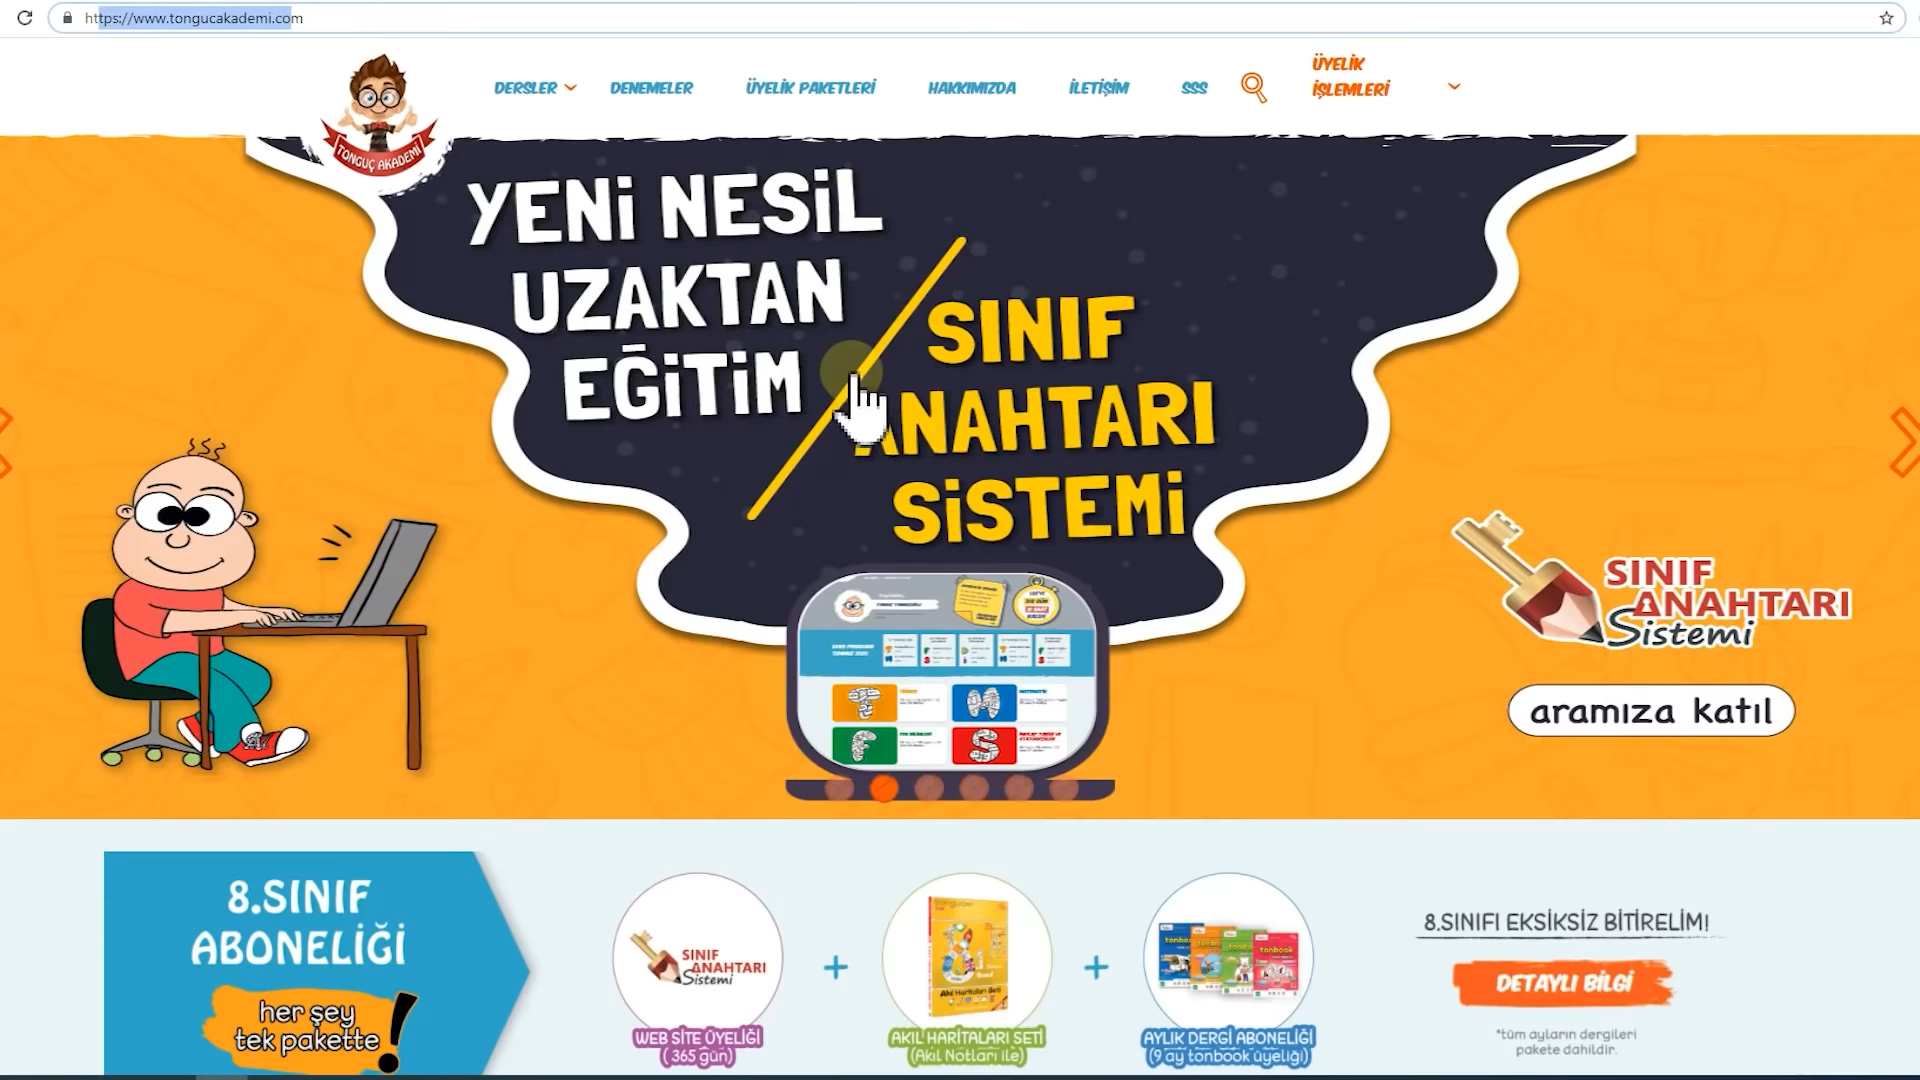 https://www.tongucakademi.com
DERSLER
DENEMELER
ÜYELİK PAKETLERİ
HAKKIMIZDA
İLETİŞİM
SSS
ÜYELİK
İŞLEMLERİ
TONGUÇ AKADEMİ
YENİ NESİL
UZAKTAN
EĞİTİM
SINIF
ANAHTARI
SİSTEMİ
SINIF
ANAHTARI
Sistemi
aramıza katıl
8.SINIF
ABONELİĞİ
her şey
tek pakette!
SINIF
ANAHTARI
Sistemi
WEB SİTE ÜYELİĞİ
(365 gün)
+
Akıl Haritaları Seti
AKIL HARİTALARI SETİ
(Akıl Notları ile)
+
tonbook
AYLIK DERGİ ABONELİĞİ
(9 ay tonbook üyeliği)
8.SINIFI EKSİKSİZ BİTİRELİM!
DETAYLI BİLGİ
*tüm ayların dergileri
pakete dahildir.